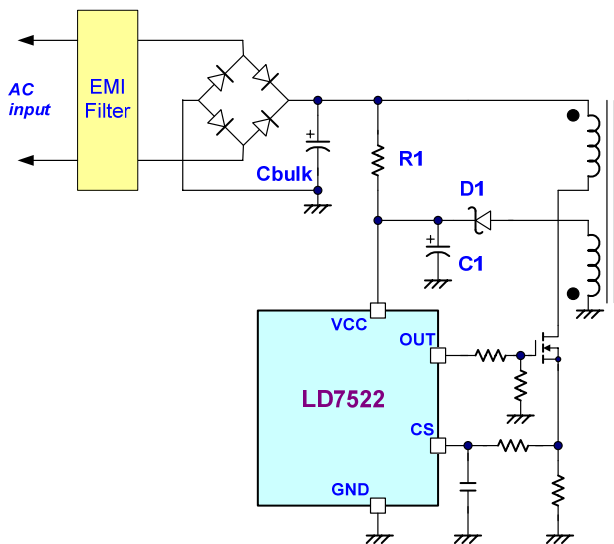 AC
input
EMI
Filter
Cbulk
+
R1
D1
+
C1
VCC
OUT
LD7522
CS
GND